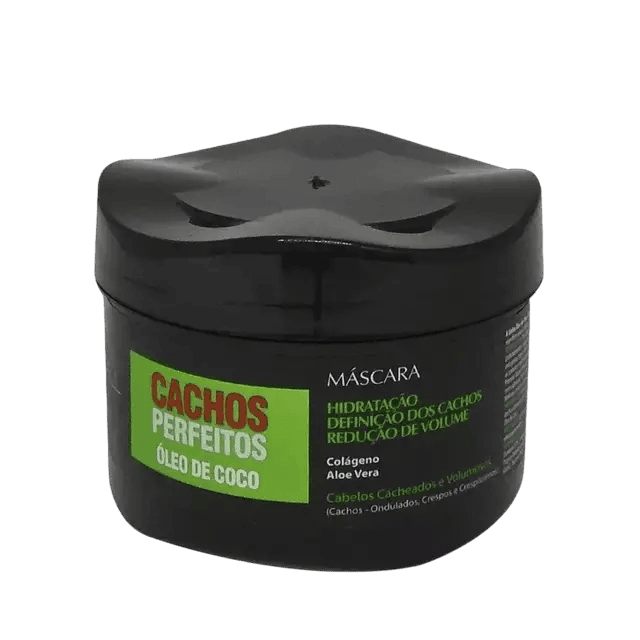 CACHOS
PERFEITOS
ÓLEO DE COCO
MÁSCARA
HIDRATAÇÃO
DEFINIÇÃO DOS CACHOS
REDUÇÃO DE VOLUME
Colágeno
Aloe Vera
Cabelos Cacheados e Volumosos
(Cachos - Ondulados, Crespos e Crespíssimos)